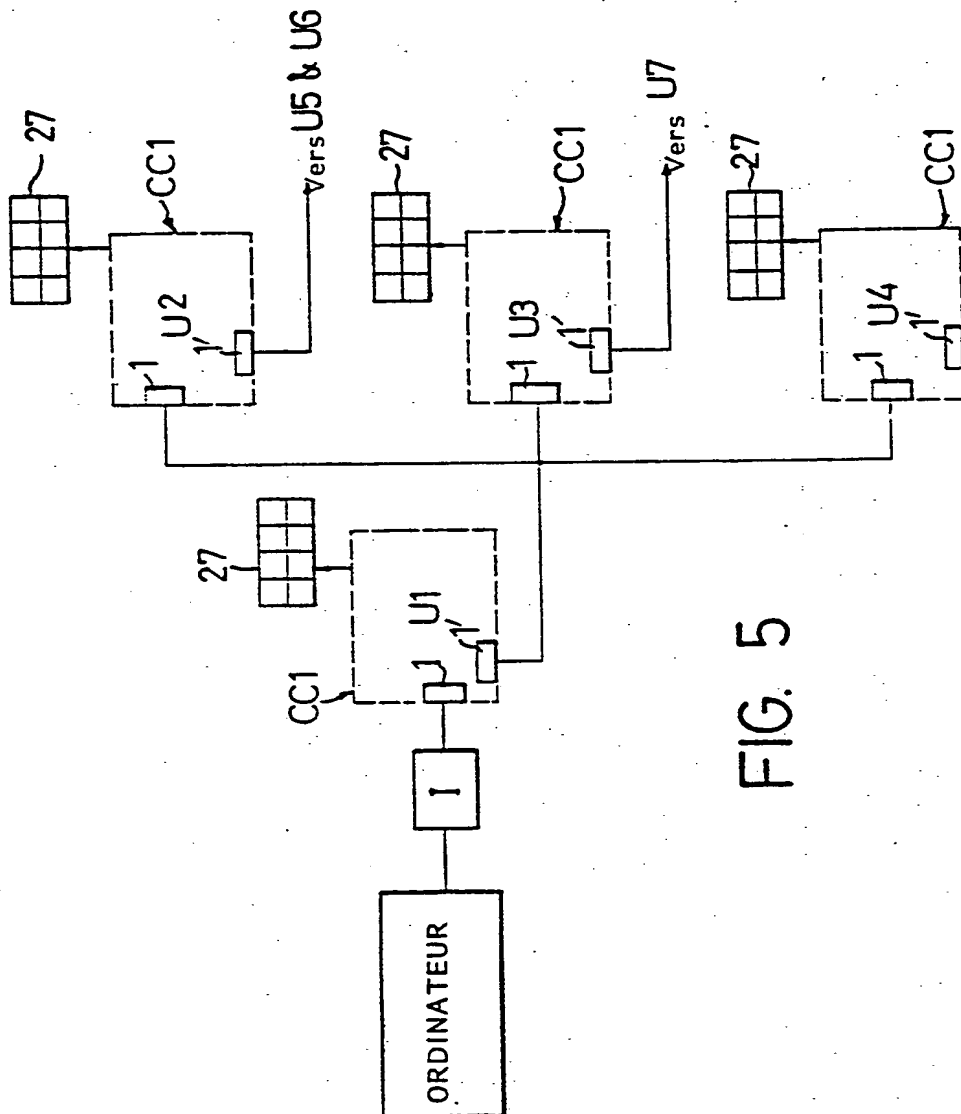 27
CC1
U2
1
1'
Vers U5 & U6
27
CC1
U3
1
1'
Vers U7
27
CC1
U4
1
1'
27
CC1
U1
1
1'
I
ORDINATEUR
FIG. 5